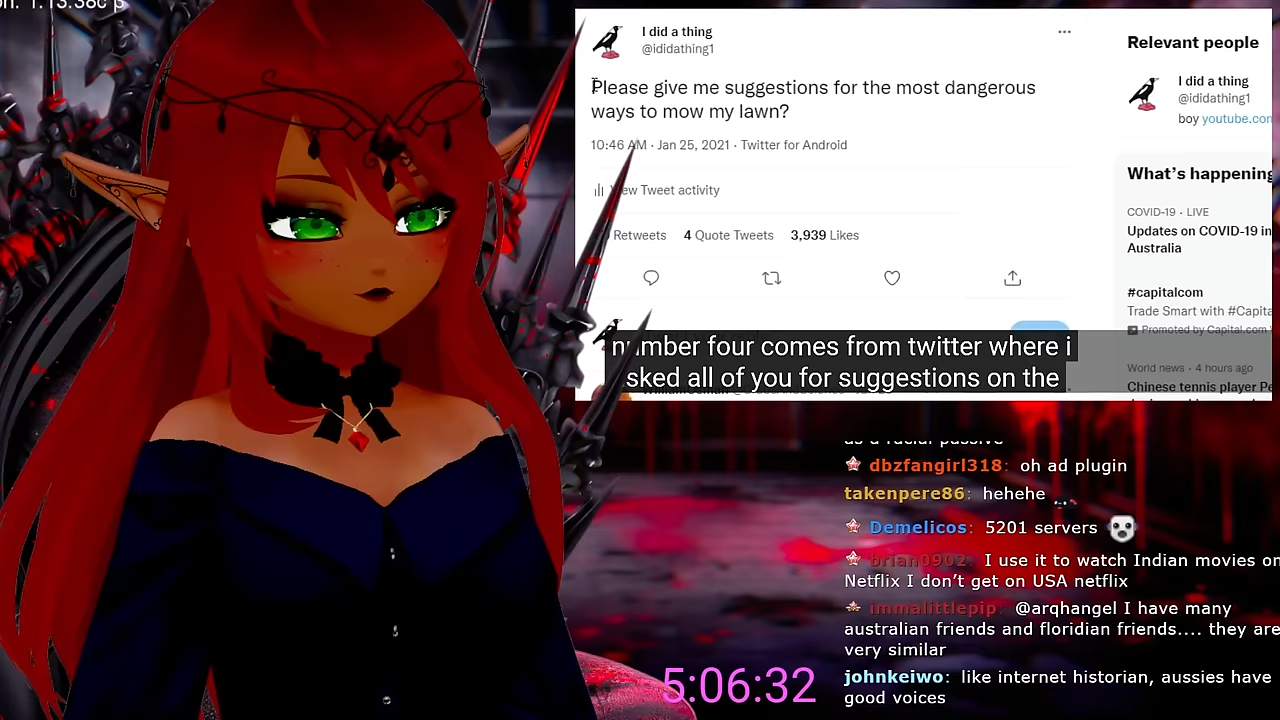 I did a thing
@ididathing1
Please give me suggestions for the most dangerous
ways to mow my lawn?
10:46 AM · Jan 25, 2021 · Twitter for Android
Tweet activity
Retweets 4 Quote Tweets 3,939 Likes
Relevant people
I did a thing
@ididathing1
boy youtube.con
What's happening
COVID-19 · LIVE
Updates on COVID-19 in
Australia
#capitalcom
Trade Smart with #Capita
Promoted by Capital.com
World news · 4 hours ago
Chinese tennis player Pe
number four comes from twitter where i
sked all of you for suggestions on the
as a racial passive
dbzfangirl318: oh ad plugin
takenpere86: hehehe
Demelicos: 5201 servers
brian0902: I use it to watch Indian movies on
Netflix I don't get on USA netflix
immalittlepip: @arqhangel I have many
australian friends and floridian friends.... they are
very similar
johnkeiwo: like internet historian, aussies have
good voices
5:06:32